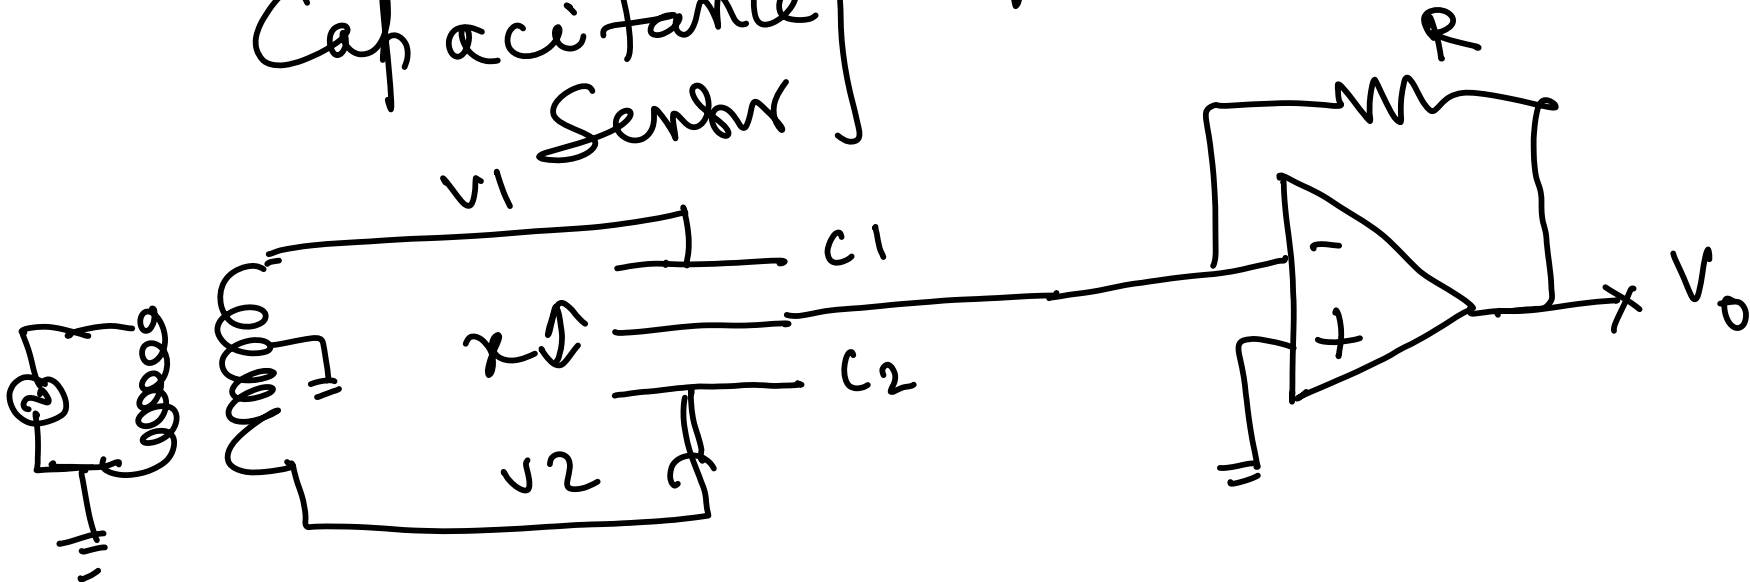 Capacitance
Sensor
R
V1
C1
-
x
+
V0
C2
V2